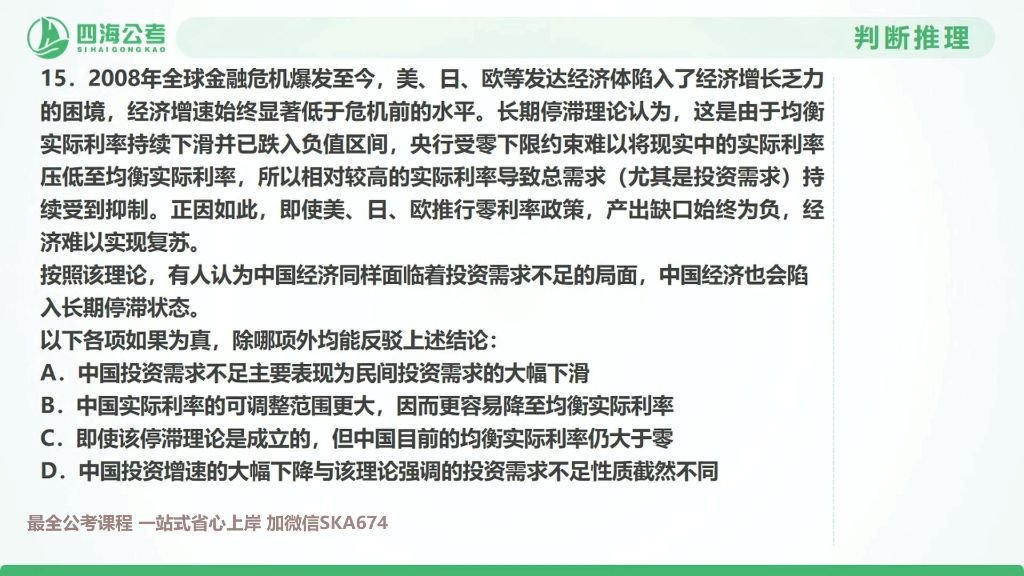 四海公考
SIHAIGONGKAO
判断推理
15．2008年全球金融危机爆发至今，美、日、欧等发达经济体陷入了经济增长乏力
的困境，经济增速始终显著低于危机前的水平。长期停滞理论认为，这是由于均衡
实际利率持续下滑并已跌入负值区间，央行受零下限约束难以将现实中的实际利率
压低至均衡实际利率，所以相对较高的实际利率导致总需求（尤其是投资需求）持
续受到抑制。正因如此，即使美、日、欧推行零利率政策，产出缺口始终为负，经
济难以实现复苏。
按照该理论，有人认为中国经济同样面临着投资需求不足的局面，中国经济也会陷
入长期停滞状态。
以下各项如果为真，除哪项外均能反驳上述结论：
A．中国投资需求不足主要表现为民间投资需求的大幅下滑
B．中国实际利率的可调整范围更大，因而更容易降至均衡实际利率
C．即使该停滞理论是成立的，但中国目前的均衡实际利率仍大于零
D．中国投资增速的大幅下降与该理论强调的投资需求不足性质截然不同
最全公考课程 一站式省心上岸 加微信SKA674